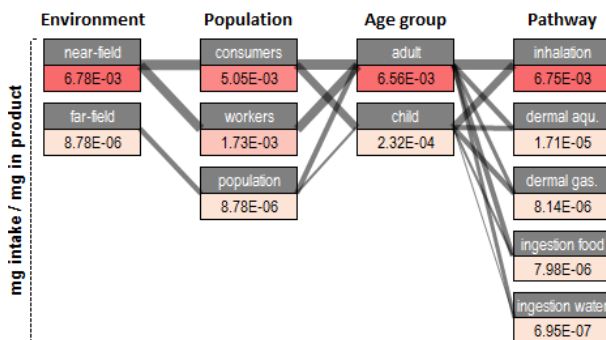 Environment Population Age group Pathway
near-field consumers adult inhalation
6.78E-03 5.05E-03 6.56E-03 6.75E-03
far-field workers child dermal aqu.
8.78E-06 1.73E-03 2.32E-04 1.71E-05
population dermal gas.
8.78E-06 8.14E-06
ingestion food
7.98E-06
ingestion water
6.95E-07
mg intake / mg in product